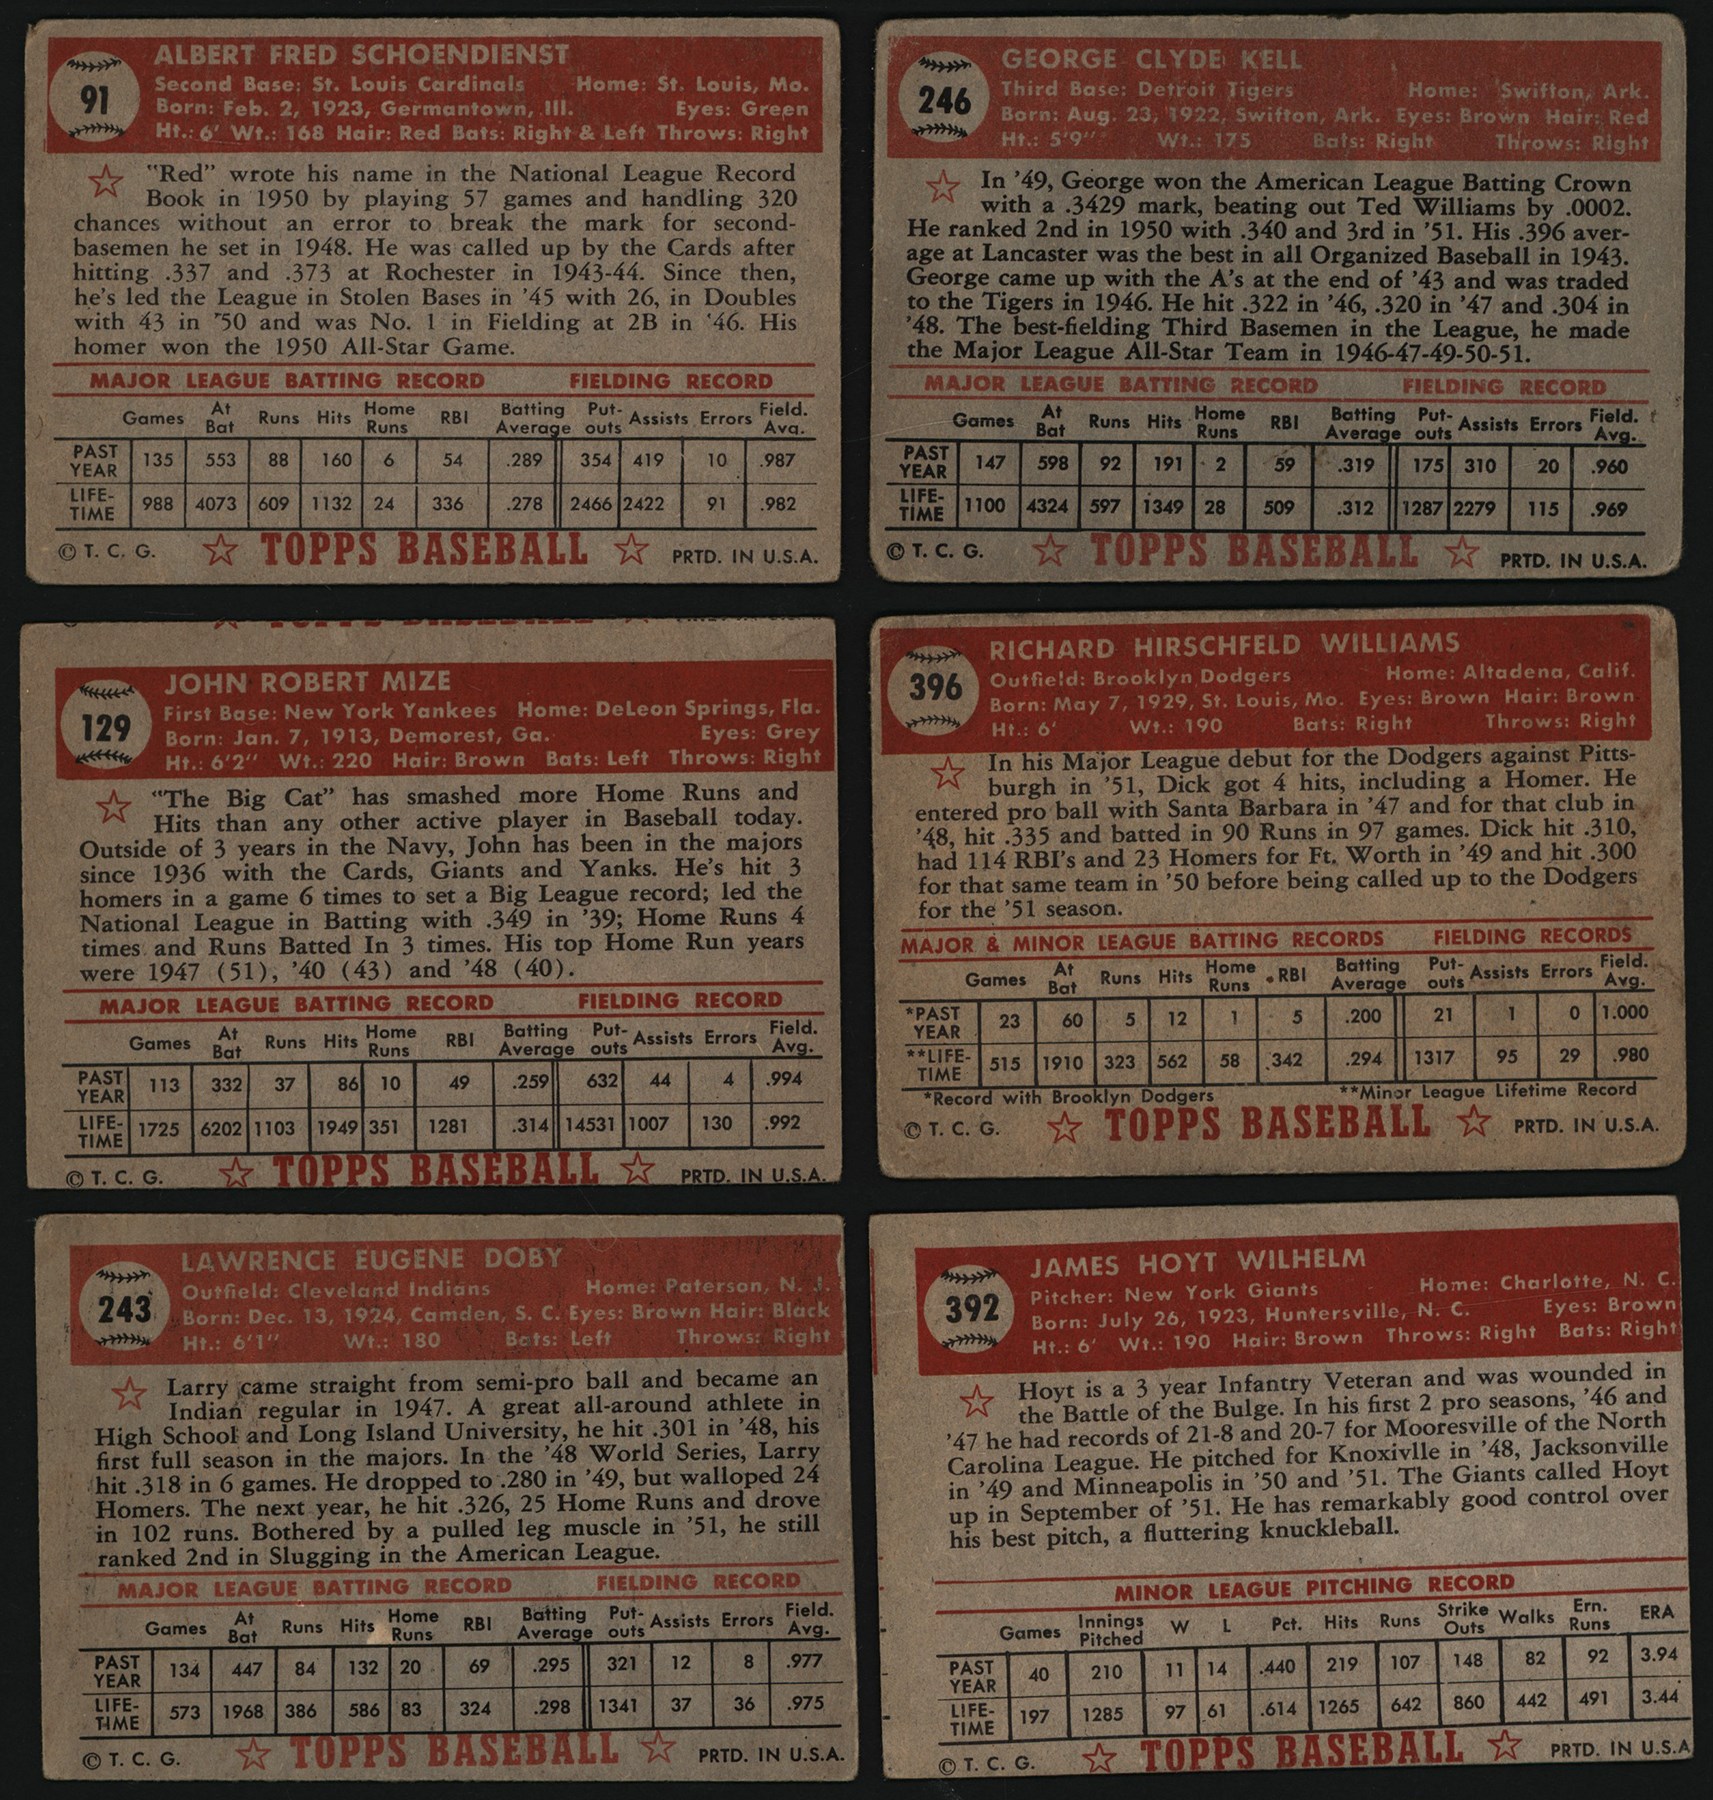 91
ALBERT FRED SCHOENDIENST
Second Base: St. Louis Cardinals Home: St. Louis, Mo.
Born: Feb. 2, 1923, Germantown, Ill. Eyes: Green
Ht.: 6' Wt.: 168 Hair: Red Bats: Right & Left Throws: Right
"Red" wrote his name in the National League Record
Book in 1950 by playing 57 games and handling 320
chances without an error to break the mark for second-
basemen he set in 1948. He was called up by the Cards after
hitting .337 and .373 at Rochester in 1943-44. Since then,
he's led the League in Stolen Bases in '45 with 26, in Doubles
with 43 in '50 and was No. 1 in Fielding at 2B in '46. His
homer won the 1950 All-Star Game.
MAJOR LEAGUE BATTING RECORD FIELDING RECORD
Games At Bat Runs Hits Home Runs RBI Batting Average Put-outs Assists Errors Field. Avg.
PAST YEAR 135 553 88 160 6 54 .289 354 419 10 .987
LIFE-TIME 988 4073 609 1132 24 336 .278 2466 2422 91 .982
© T. C. G. TOPPS BASEBALL PRTD. IN U.S.A.
246
GEORGE CLYDE KELL
Third Base: Detroit Tigers Home: Swifton, Ark.
Born: Aug. 23, 1922, Swifton, Ark. Eyes: Brown Hair: Red
Ht.: 5'9" Wt.: 175 Bats: Right Throws: Right
In '49, George won the American League Batting Crown
with a .3429 mark, beating out Ted Williams by .0002.
He ranked 2nd in 1950 with .340 and 3rd in '51. His .396 aver-
age at Lancaster was the best in all Organized Baseball in 1943.
George came up with the A's at the end of '43 and was traded
to the Tigers in 1946. He hit .322 in '46, .320 in '47 and .304 in
'48. The best-fielding Third Basemen in the League, he made
the Major League All-Star Team in 1946-47-49-50-51.
MAJOR LEAGUE BATTING RECORD FIELDING RECORD
Games At Bat Runs Hits Home Runs RBI Batting Average Put-outs Assists Errors Field. Avg.
PAST YEAR 147 598 92 191 2 59 .319 175 310 20 .960
LIFE-TIME 1100 4324 597 1349 28 509 .312 1287 2279 115 .969
© T. C. G. TOPPS BASEBALL PRTD. IN U.S.A.
129
JOHN ROBERT MIZE
First Base: New York Yankees Home: DeLeon Springs, Fla.
Born: Jan. 7, 1913, Demorest, Ga. Eyes: Grey
Ht.: 6'2" Wt.: 220 Hair: Brown Bats: Left Throws: Right
"The Big Cat" has smashed more Home Runs and
Hits than any other active player in Baseball today.
Outside of 3 years in the Navy, John has been in the majors
since 1936 with the Cards, Giants and Yanks. He's hit 3
homers in a game 6 times to set a Big League record; led the
National League in Batting with .349 in '39; Home Runs 4
times and Runs Batted In 3 times. His top Home Run years
were 1947 (51), '40 (43) and '48 (40).
MAJOR LEAGUE BATTING RECORD FIELDING RECORD
Games At Bat Runs Hits Home Runs RBI Batting Average Put-outs Assists Errors Field. Avg.
PAST YEAR 113 332 37 86 10 49 .259 632 44 4 .994
LIFE-TIME 1725 6202 1103 1949 351 1281 .314 14531 1007 130 .992
© T. C. G. TOPPS BASEBALL PRTD. IN U.S.A.
396
RICHARD HIRSCHFELD WILLIAMS
Outfield: Brooklyn Dodgers Home: Altadena, Calif.
Born: May 7, 1929, St. Louis, Mo. Eyes: Brown Hair: Brown
Ht.: 6' Wt.: 190 Bats: Right Throws: Right
In his Major League debut for the Dodgers against Pitts-
burgh in '51, Dick got 4 hits, including a Homer. He
entered pro ball with Santa Barbara in '47 and for that club in
'48, hit .335 and batted in 90 Runs in 97 games. Dick hit .310,
had 114 RBI's and 23 Homers for Ft. Worth in '49 and hit .300
for that same team in '50 before being called up to the Dodgers
for the '51 season.
MAJOR & MINOR LEAGUE BATTING RECORDS FIELDING RECORDS
Games At Bat Runs Hits Home Runs RBI Batting Average Put-outs Assists Errors Field. Avg.
*PAST YEAR 23 60 5 12 1 5 .200 21 1 0 1.000
**LIFE-TIME 515 1910 323 562 58 342 .294 1317 95 29 .980
*Record with Brooklyn Dodgers **Minor League Lifetime Record
© T. C. G. TOPPS BASEBALL PRTD. IN U.S.A.
243
LAWRENCE EUGENE DOBY
Outfield: Cleveland Indians Home: Paterson, N. J.
Born: Dec. 13, 1924, Camden, S. C. Eyes: Brown Hair: Black
Ht.: 6'1" Wt.: 180 Bats: Left Throws: Right
Larry came straight from semi-pro ball and became an
Indian regular in 1947. A great all-around athlete in
High School and Long Island University, he hit .301 in '48, his
first full season in the majors. In the '48 World Series, Larry
hit .318 in 6 games. He dropped to .280 in '49, but walloped 24
Homers. The next year, he hit .326, 25 Home Runs and drove
in 102 runs. Bothered by a pulled leg muscle in '51, he still
ranked 2nd in Slugging in the American League.
MAJOR LEAGUE BATTING RECORD FIELDING RECORD
Games At Bat Runs Hits Home Runs RBI Batting Average Put-outs Assists Errors Field. Avg.
PAST YEAR 134 447 84 132 20 69 .295 321 12 8 .977
LIFE-TIME 573 1968 386 586 83 324 .298 1341 37 36 .975
© T. C. G. TOPPS BASEBALL PRTD. IN U.S.A.
392
JAMES HOYT WILHELM
Pitcher: New York Giants Home: Charlotte, N. C.
Born: July 26, 1923, Huntersville, N. C. Eyes: Brown
Ht.: 6' Wt.: 190 Hair: Brown Throws: Right Bats: Right
Hoyt is a 3 year Infantry Veteran and was wounded in
the Battle of the Bulge. In his first 2 pro seasons, '46 and
'47 he had records of 21-8 and 20-7 for Mooresville of the North
Carolina League. He pitched for Knoxivlle in '48, Jacksonville
in '49 and Minneapolis in '50 and '51. The Giants called Hoyt
up in September of '51. He has remarkably good control over
his best pitch, a fluttering knuckleball.
MINOR LEAGUE PITCHING RECORD
Games Innings Pitched W L Pct. Hits Runs Strike Outs Walks Ern. Runs ERA
PAST YEAR 40 210 11 14 .440 219 107 148 82 92 3.94
LIFE-TIME 197 1285 97 61 .614 1265 642 860 442 491 3.44
© T. C. G. TOPPS BASEBALL PRTD. IN U.S.A